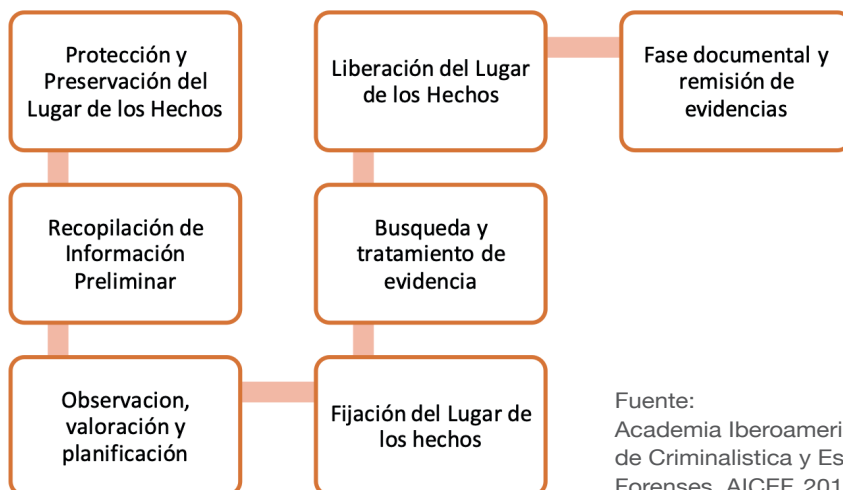 Protección y
Preservación del
Lugar de los Hechos
Recopilación de
Información
Preliminar
Observacion,
valoración y
planificación
Fijación del Lugar de
los hechos
Busqueda y
tratamiento de
evidencia
Liberación del Lugar
de los Hechos
Fase documental y
remisión de
evidencias
Fuente:
Academia
de Criminalistica y
Forenses.